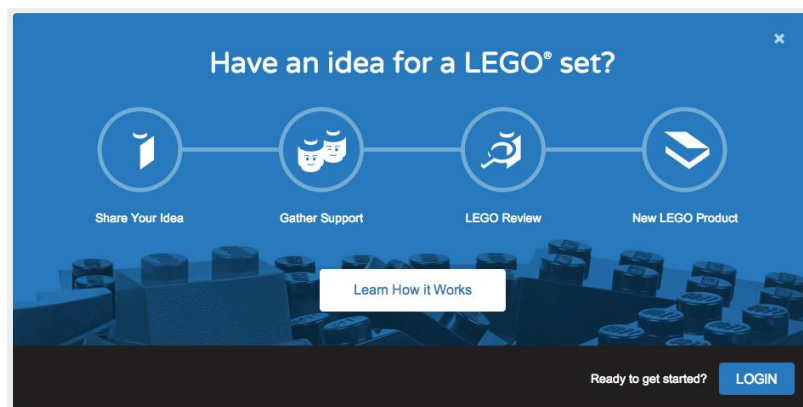 Have an idea for a LEGO® set?
Share Your Idea
Gather Support
LEGO Review
New LEGO Product
Learn How it Works
Ready to get started?
LOGIN